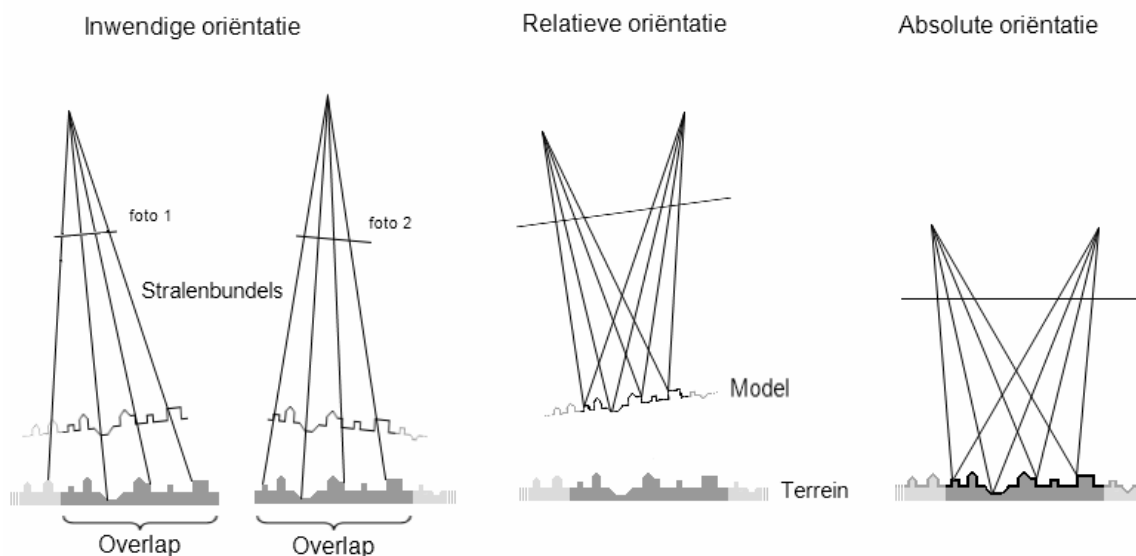 Inwendige oriëntatie
Relatieve oriëntatie
Absolute oriëntatie
foto 1
foto 2
Stralenbundels
Model
Terrein
Overlap
Overlap